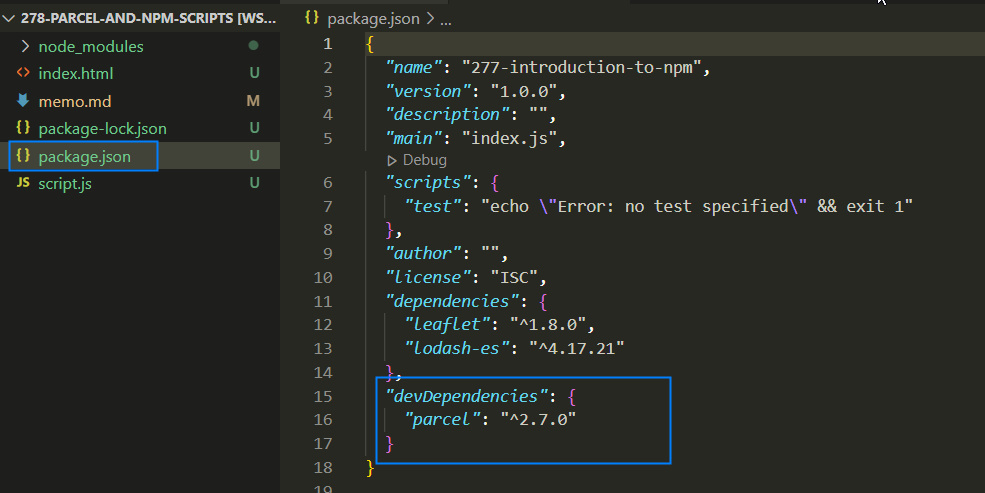 278-PARCEL-AND-NPM-SCRIPTS [WS...
node_modules
index.html U
memo.md M
package-lock.json U
package.json U
JS script.js U
{} package.json > ...
1 {
2 "name": "277-introduction-to-npm",
3 "version": "1.0.0",
4 "description": "",
5 "main": "index.js",
Debug
6 "scripts": {
7 "test": "echo \"Error: no test specified\" && exit 1"
8 },
9 "author": "",
10 "license": "ISC",
11 "dependencies": {
12 "leaflet": "^1.8.0",
13 "lodash-es": "^4.17.21"
14 },
15 "devDependencies": {
16 "parcel": "^2.7.0"
17 }
18 }
19